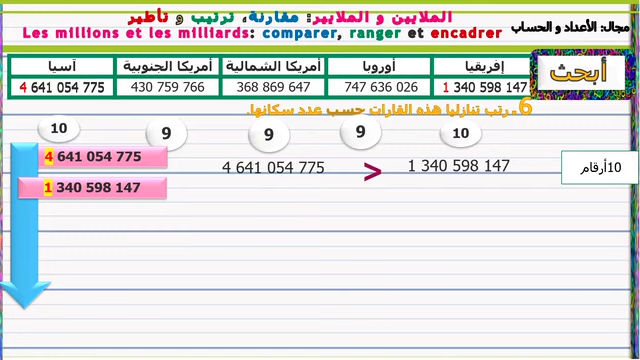 مجال: الأعداد و الحساب
الملايين و الملايير: مقارنة، ترتيب و تأطير
Les millions et les milliards: comparer, ranger et encadrer
أبحث
إفريقيا أوروبا أمريكا الشمالية أمريكا الجنوبية آسيا
1 340 598 147 747 636 026 368 869 647 430 759 766 4 641 054 775
6. رتب تنازليا هذه القارات حسب عدد سكانها.
10 9 9 9 10
4 641 054 775
1 340 598 147
4 641 054 775 > 1 340 598 147
10أرقام